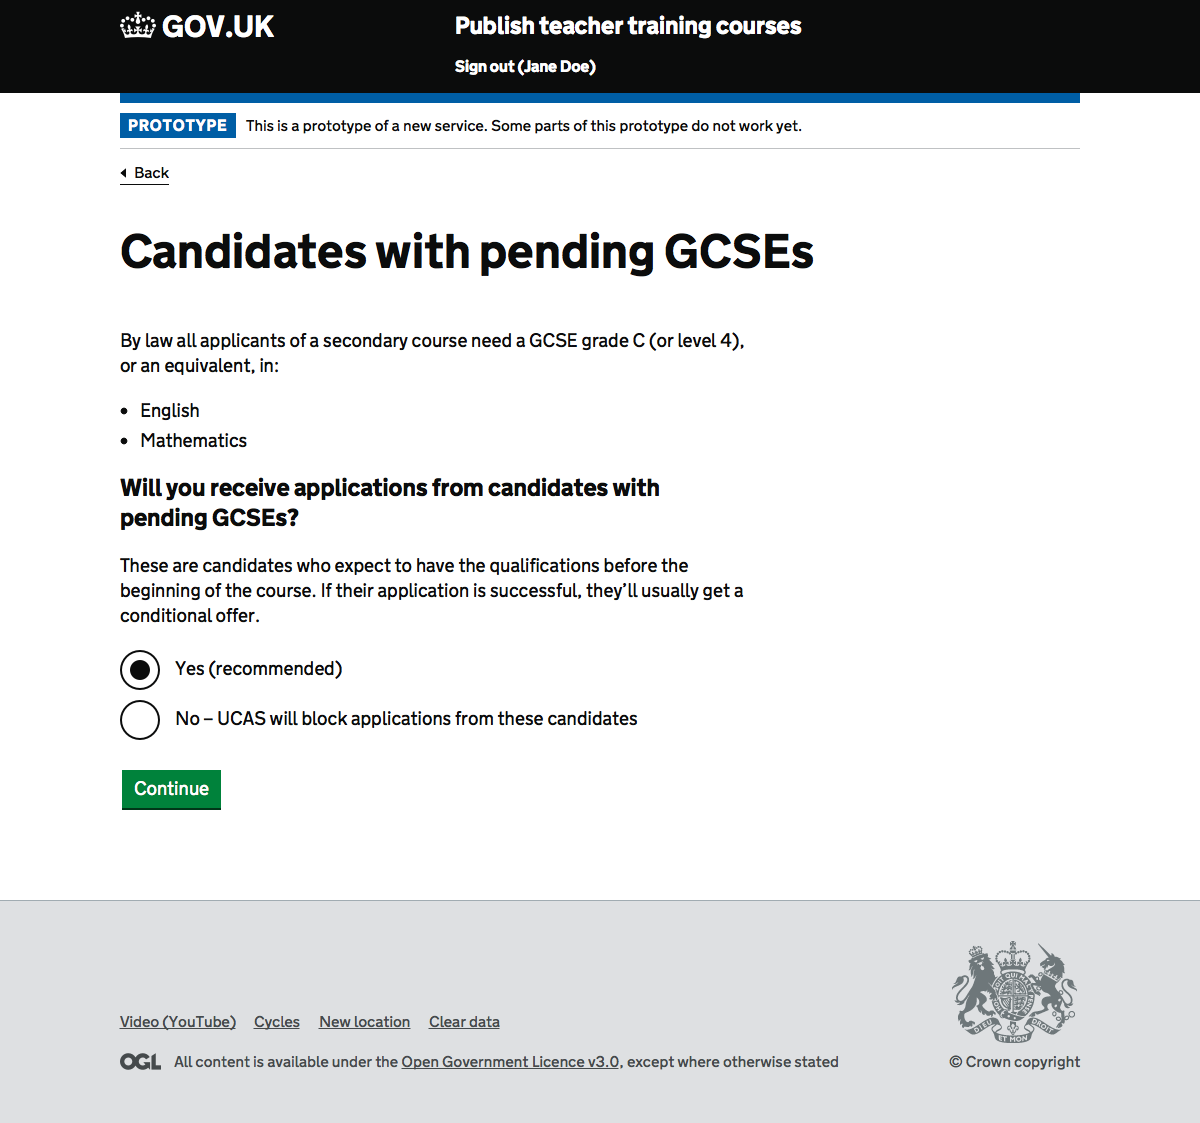 GOV.UK
Publish teacher training courses
Sign out (Jane Doe)
PROTOTYPE This is a prototype of a new service. Some parts of this prototype do not work yet.
Back
Candidates with pending GCSEs
By law all applicants of a secondary course need a GCSE grade C (or level 4),
or an equivalent, in:
• English
• Mathematics
Will you receive applications from candidates with
pending GCSEs?
These are candidates who expect to have the qualifications before the
beginning of the course. If their application is successful, they’ll usually get a
conditional offer.
Yes (recommended)
No – UCAS will block applications from these candidates
Continue
Video (YouTube) Cycles New location Clear data
OGL All content is available under the Open Government Licence v3.0, except where otherwise stated
DIEU ET MON DROIT
© Crown copyright